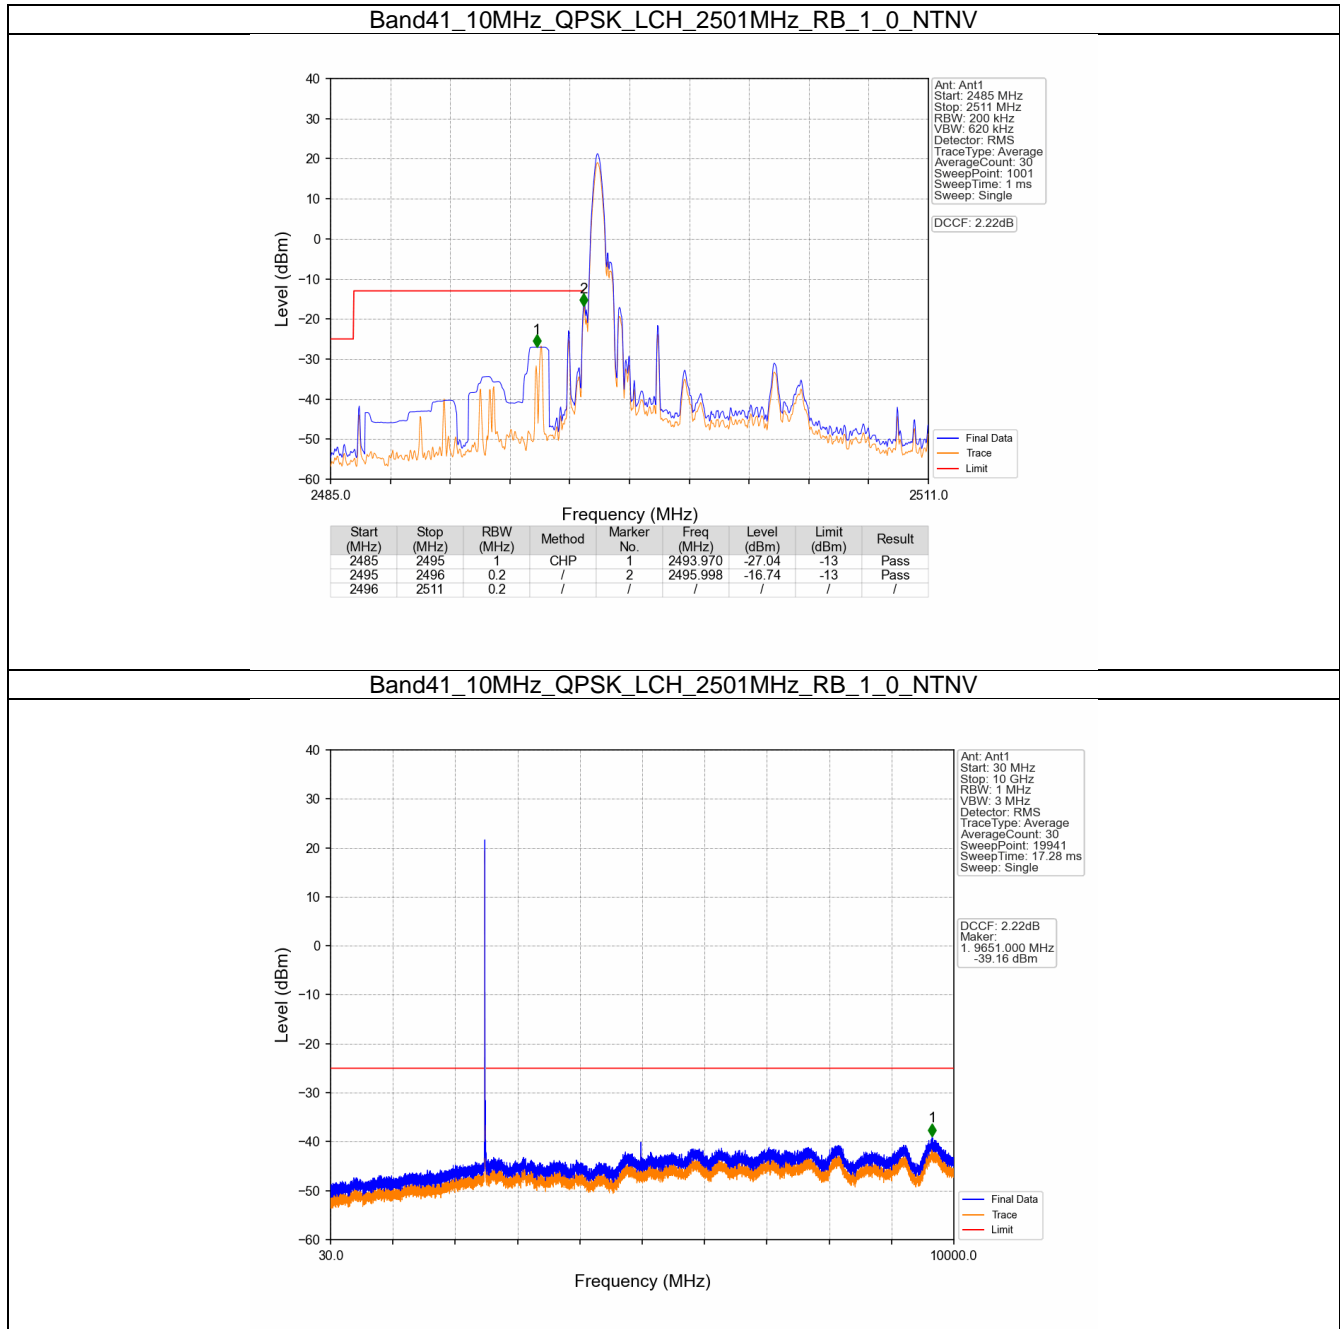 Band41_10MHz_QPSK_LCH_2501MHz_RB_1_0_NTNV
40
30
20
10
0
−10
−20
−30
−40
−50
−60
Level (dBm)
2
1
2485.0
2511.0
Frequency (MHz)
Ant: Ant1
Start: 2485 MHz
Stop: 2511 MHz
RBW: 200 kHz
VBW: 620 kHz
Detector: RMS
TraceType: Average
AverageCount: 30
SweepPoint: 1001
SweepTime: 1 ms
Sweep: Single
DCCF: 2.22dB
Final Data
Trace
Limit
Start (MHz) Stop (MHz) RBW (MHz) Method Marker No. Freq (MHz) Level (dBm) Limit (dBm) Result
2485 2495 1 CHP 1 2493.970 -27.04 -13 Pass
2495 2496 0.2 / 2 2495.998 -16.74 -13 Pass
2496 2511 0.2 / / / / / /
Band41_10MHz_QPSK_LCH_2501MHz_RB_1_0_NTNV
40
30
20
10
0
−10
−20
−30
−40
−50
−60
Level (dBm)
1
30.0
10000.0
Frequency (MHz)
Ant: Ant1
Start: 30 MHz
Stop: 10 GHz
RBW: 1 MHz
VBW: 3 MHz
Detector: RMS
TraceType: Average
AverageCount: 30
SweepPoint: 19941
SweepTime: 17.28 ms
Sweep: Single
DCCF: 2.22dB
Maker:
1. 9651.000 MHz
-39.16 dBm
Final Data
Trace
Limit